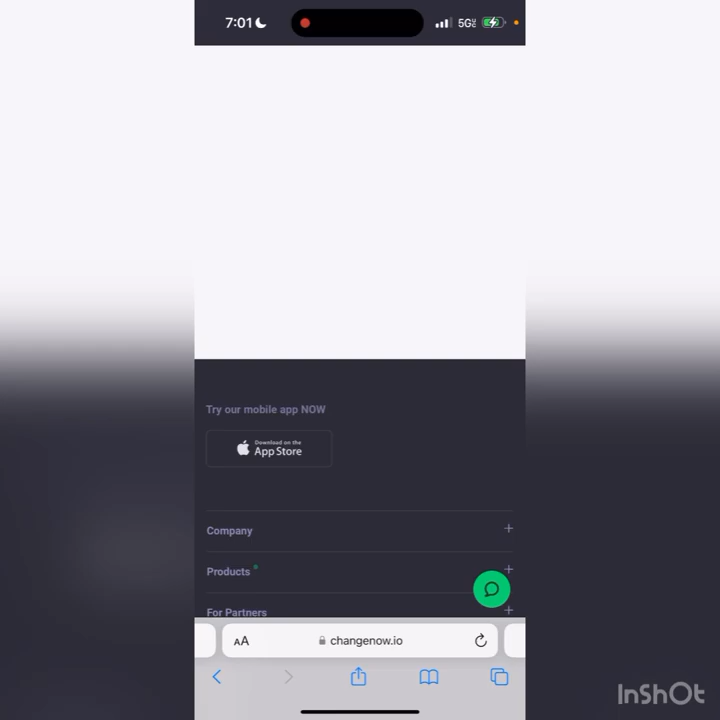 7:01
5GE
Try our mobile app NOW
Download on the
App Store
Company
Products
For Partners
AA
changenow.io
InShOt